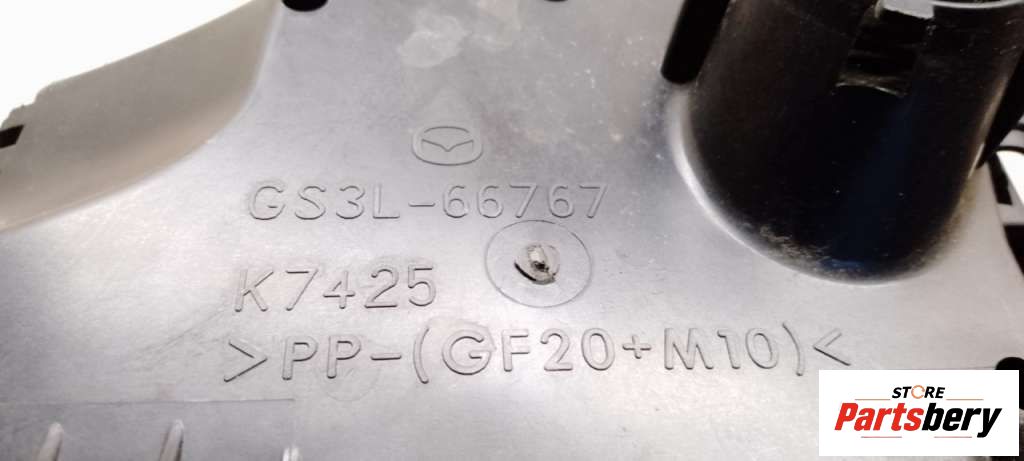 GS3L-66767
K7425
>PP-(GF20+M10)<
STORE
Partsbery